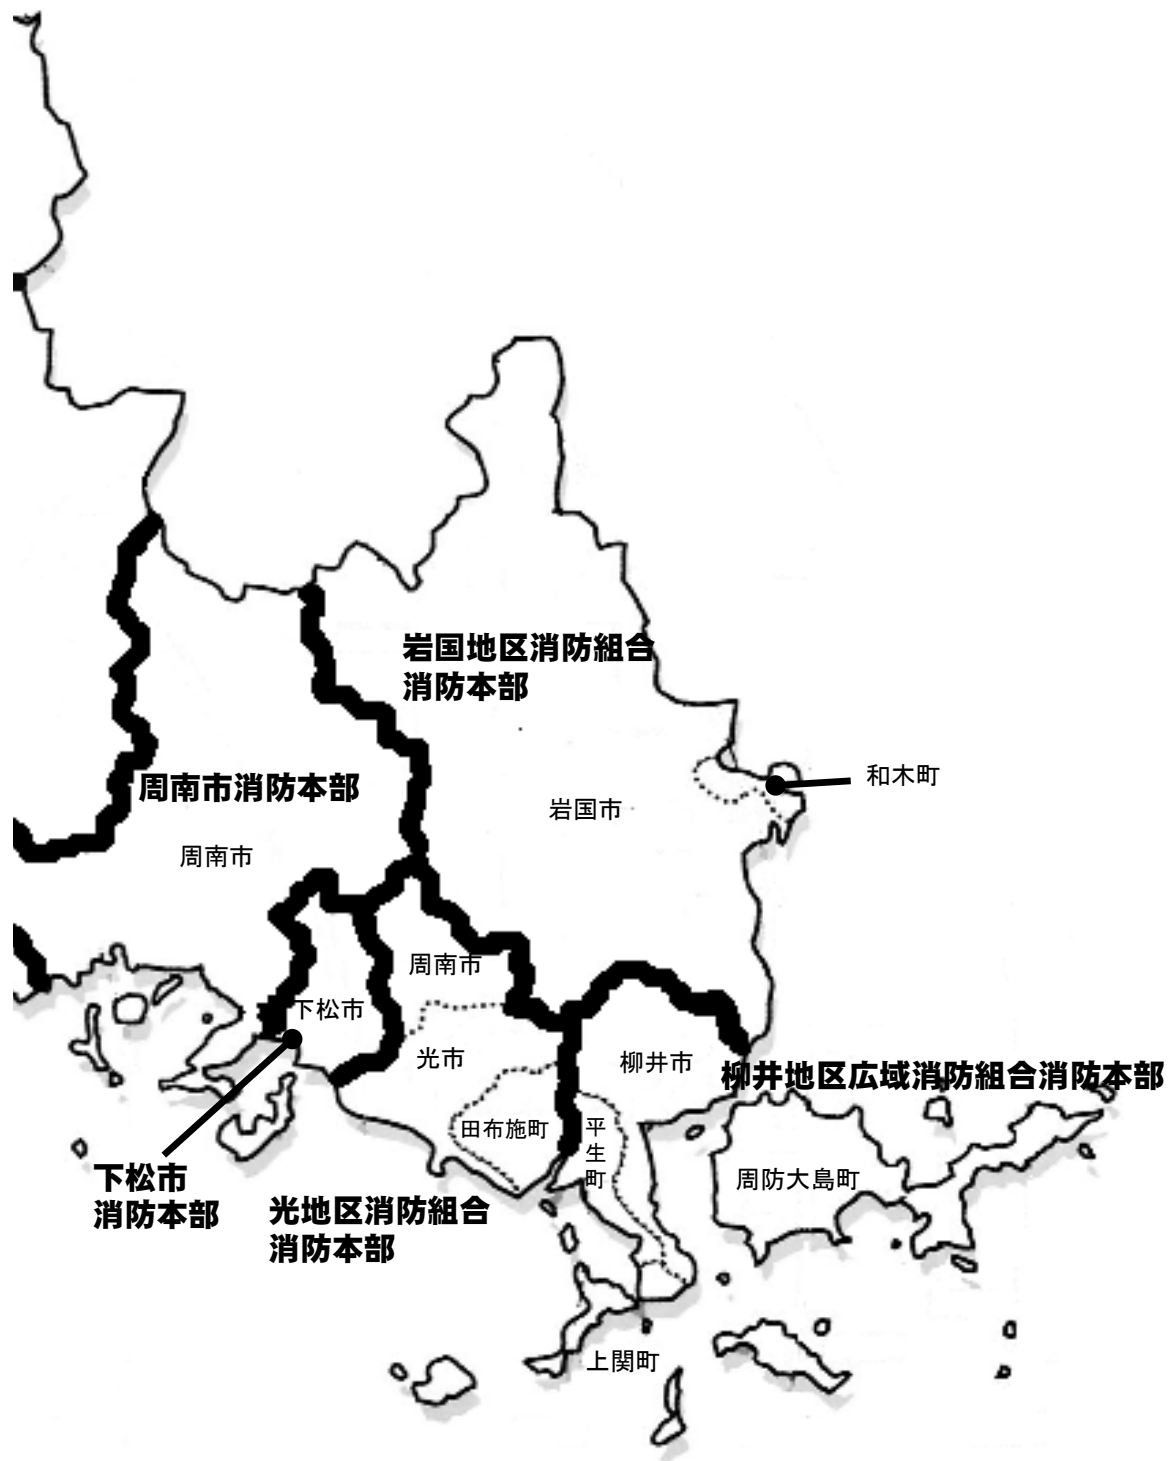 岩国地区消防組合
消防本部
周南市消防本部
和木町
岩国市
周南市
周南市
下松市
光市
柳井市
柳井地区広域消防組合消防本部
田布施町
平
生
町
周防大島町
下松市
消防本部
光地区消防組合
消防本部
上関町